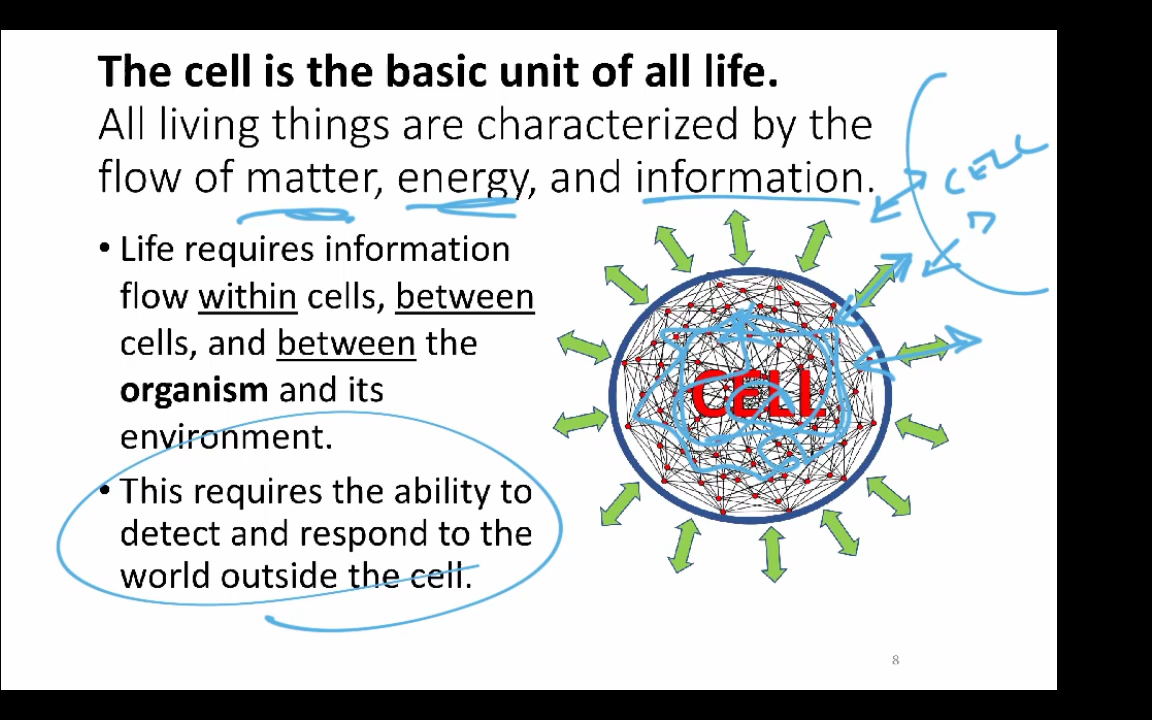 The cell is the basic unit of all life.
All living things are characterized by the
flow of matter, energy, and information.
• Life requires information
flow within cells, between
cells, and between the
organism and its
environment.
• This requires the ability to
detect and respond to the
world outside the cell.
CELL
CELL
8